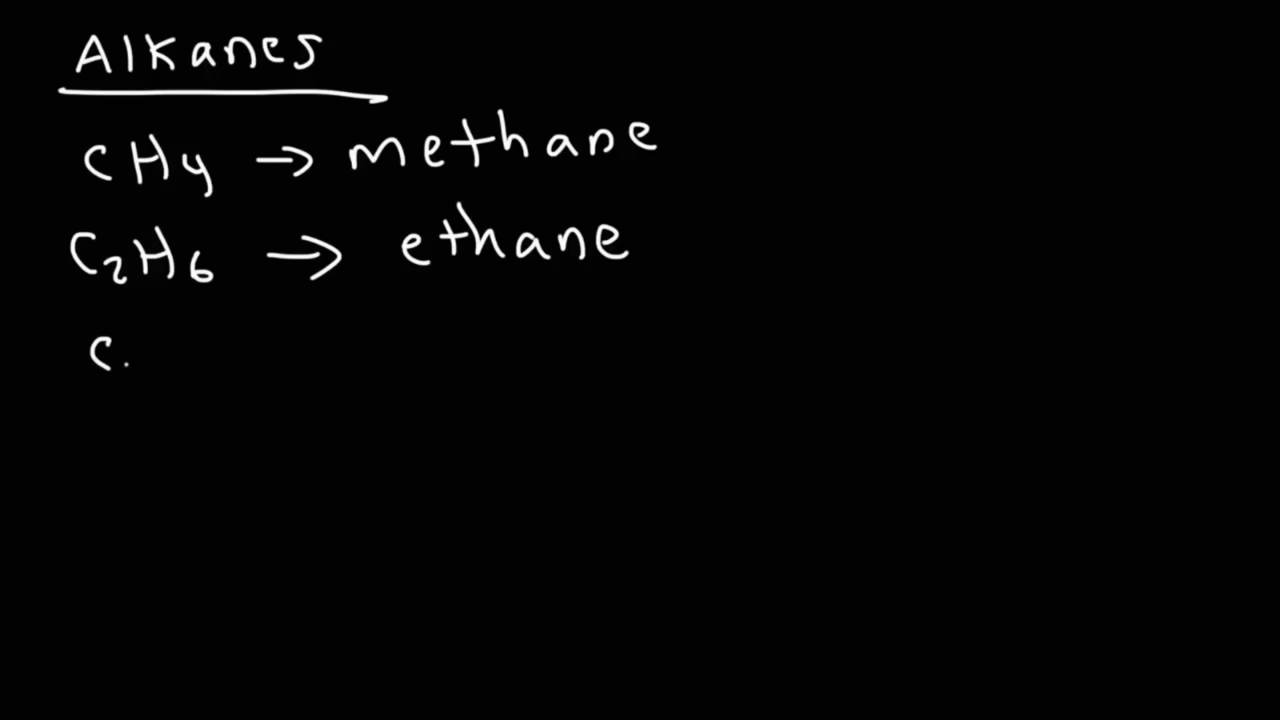 Alkanes
CH4 → methane
C2H6 → ethane
C